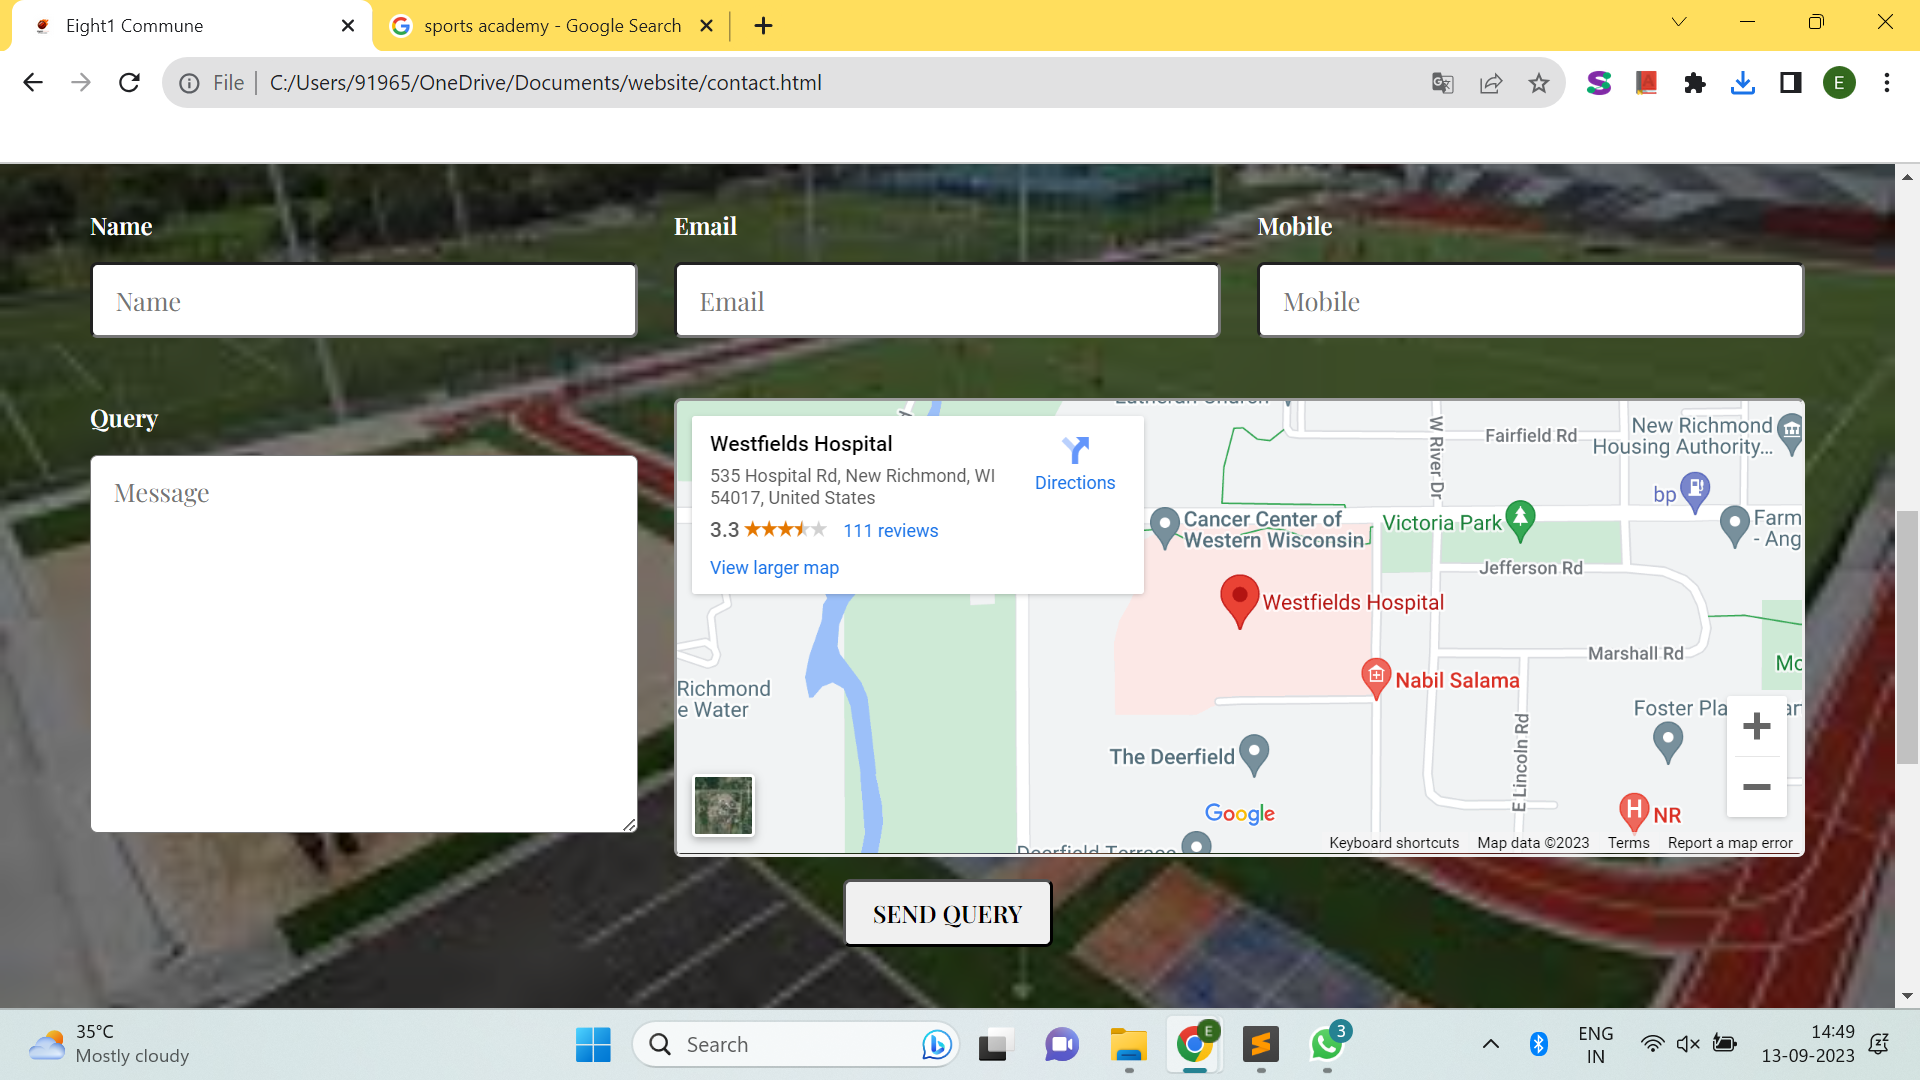 Eight1 Commune
sports academy - Google Search
File
C:/Users/91965/OneDrive/Documents/website/contact.html
E
Name
Email
Mobile
Name
Email
Mobile
Query
Message
Westfields Hospital
535 Hospital Rd, New Richmond, WI
54017, United States
3.3
111 reviews
View larger map
Directions
Lutheran Church
W River Dr
Fairfield Rd
New Richmond
Housing Authority...
bp
Cancer Center of
Western Wisconsin
Victoria Park
Farm
- Ang
Jefferson Rd
Westfields Hospital
Marshall Rd
Nabil Salama
Richmond
e Water
E Lincoln Rd
The Deerfield
Google
H NR
Deerfield Terrace
Keyboard shortcuts
Map data ©2023
Terms
Report a map error
SEND QUERY
35°C
Mostly cloudy
Search
E
3
ENG
IN
14:49
13-09-2023